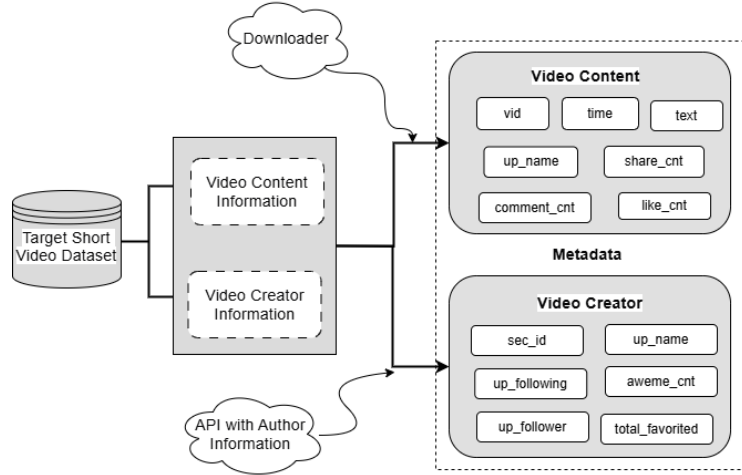 Downloader
Target Short
Video Dataset
Video Content
Information
Video Creator
Information
API with Author
Information
Video Content
vid
time
text
up_name
share_cnt
comment_cnt
like_cnt
Metadata
Video Creator
sec_id
up_name
up_following
aweme_cnt
up_follower
total_favorited